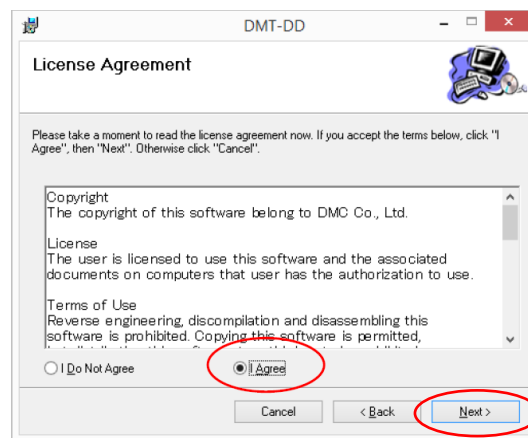 DMT-DD
License Agreement
Please take a moment to read the license agreement now. If you accept the terms below, click "I
Agree", then "Next". Otherwise click "Cancel".
Copyright
The copyright of this software belong to DMC Co., Ltd.
License
The user is licensed to use this software and the associated
documents on computers that user has the authorization to use.
Terms of Use
Reverse engineering, discompilation and disassembling this
software is prohibited. Copying this software is permitted,
I Do Not Agree
I Agree
Cancel
< Back
Next >